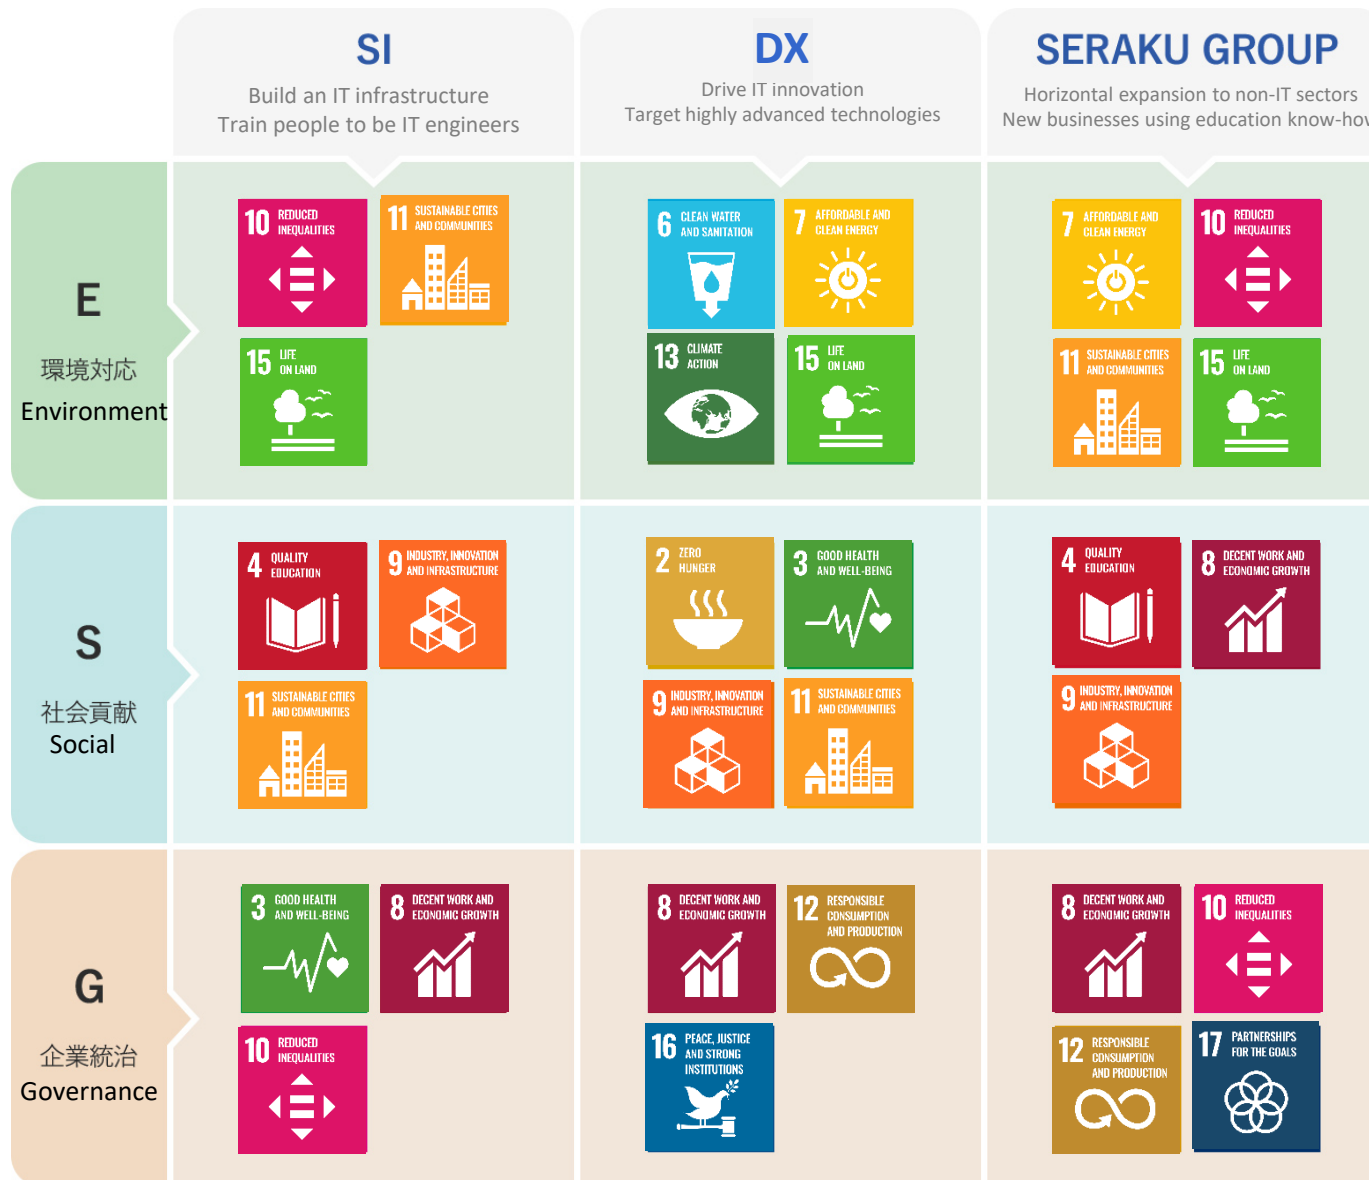 SI
Build an IT infrastructure
Train people to be IT engineers
DX
Drive IT innovation
Target highly advanced technologies
SERAKU GROUP
Horizontal expansion to non-IT sectors
New businesses using education know-how
E
環境対応
Environment
10 REDUCED
INEQUALITIES
11 SUSTAINABLE CITIES
AND COMMUNITIES
15 LIFE
ON LAND
6 CLEAN WATER
AND SANITATION
7 AFFORDABLE AND
CLEAN ENERGY
13 CLIMATE
ACTION
15 LIFE
ON LAND
7 AFFORDABLE AND
CLEAN ENERGY
10 REDUCED
INEQUALITIES
11 SUSTAINABLE CITIES
AND COMMUNITIES
15 LIFE
ON LAND
S
社会貢献
Social
4 QUALITY
EDUCATION
9 INDUSTRY, INNOVATION
AND INFRASTRUCTURE
11 SUSTAINABLE CITIES
AND COMMUNITIES
2 ZERO
HUNGER
3 GOOD HEALTH
AND WELL-BEING
9 INDUSTRY, INNOVATION
AND INFRASTRUCTURE
11 SUSTAINABLE CITIES
AND COMMUNITIES
4 QUALITY
EDUCATION
8 DECENT WORK AND
ECONOMIC GROWTH
9 INDUSTRY, INNOVATION
AND INFRASTRUCTURE
G
企業統治
Governance
3 GOOD HEALTH
AND WELL-BEING
8 DECENT WORK AND
ECONOMIC GROWTH
10 REDUCED
INEQUALITIES
8 DECENT WORK AND
ECONOMIC GROWTH
12 RESPONSIBLE
CONSUMPTION
AND PRODUCTION
16 PEACE, JUSTICE
AND STRONG
INSTITUTIONS
8 DECENT WORK AND
ECONOMIC GROWTH
10 REDUCED
INEQUALITIES
12 RESPONSIBLE
CONSUMPTION
AND PRODUCTION
17 PARTNERSHIPS
FOR THE GOALS